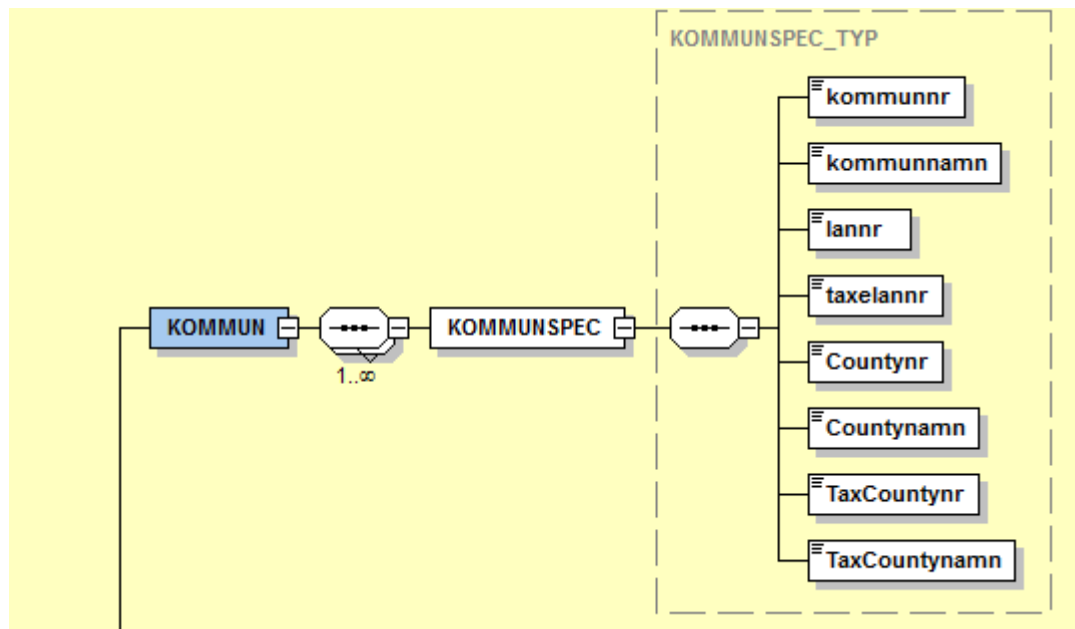 KOMMUNSPEC_TYP
kommunnr
kommunnamn
lannr
taxelannr
KOMMUN
KOMMUNSPEC
1..∞
Countynr
Countynamn
TaxCountynr
TaxCountynamn